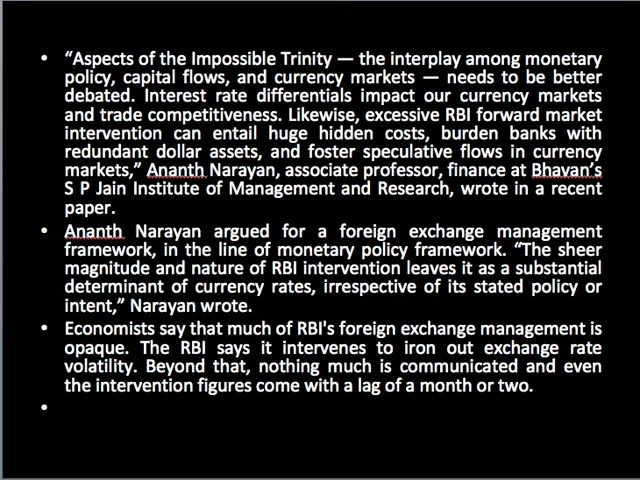 • “Aspects of the Impossible Trinity — the interplay among monetary
policy, capital flows, and currency markets — needs to be better
debated. Interest rate differentials impact our currency markets
and trade competitiveness. Likewise, excessive RBI forward market
intervention can entail huge hidden costs, burden banks with
redundant dollar assets, and foster speculative flows in currency
markets,” Ananth Narayan, associate professor, finance at Bhavan’s
S P Jain Institute of Management and Research, wrote in a recent
paper.
• Ananth Narayan argued for a foreign exchange management
framework, in the line of monetary policy framework. “The sheer
magnitude and nature of RBI intervention leaves it as a substantial
determinant of currency rates, irrespective of its stated policy or
intent,” Narayan wrote.
• Economists say that much of RBI's foreign exchange management is
opaque. The RBI says it intervenes to iron out exchange rate
volatility. Beyond that, nothing much is communicated and even
the intervention figures come with a lag of a month or two.
•